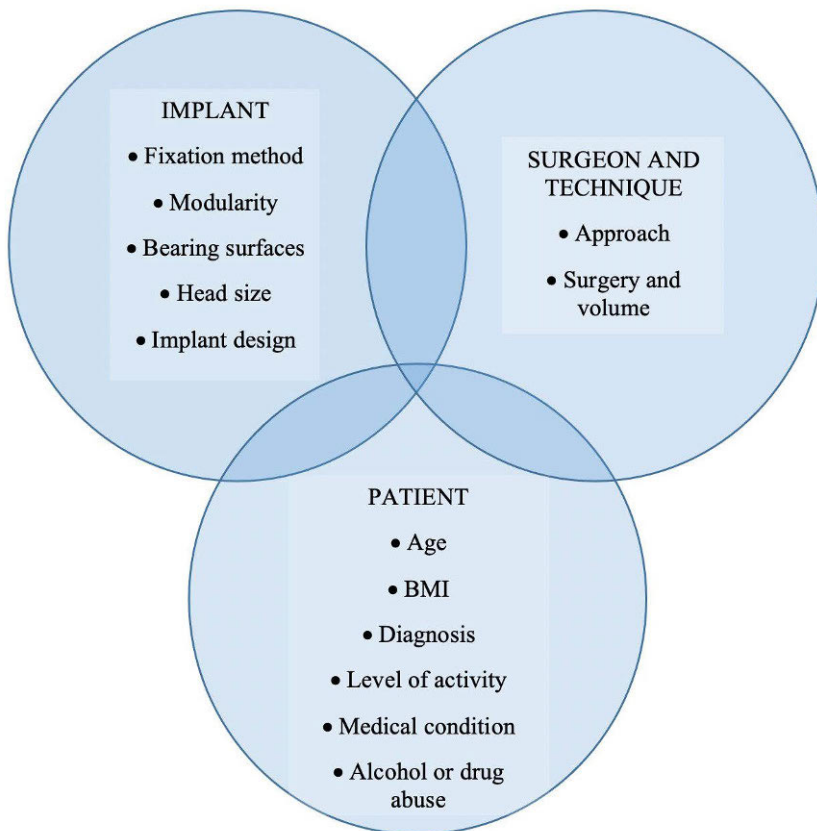 IMPLANT
• Fixation method
• Modularity
• Bearing surfaces
• Head size
• Implant design
SURGEON AND
TECHNIQUE
• Approach
• Surgery and
volume
PATIENT
• Age
• BMI
• Diagnosis
• Level of activity
• Medical condition
• Alcohol or drug
abuse